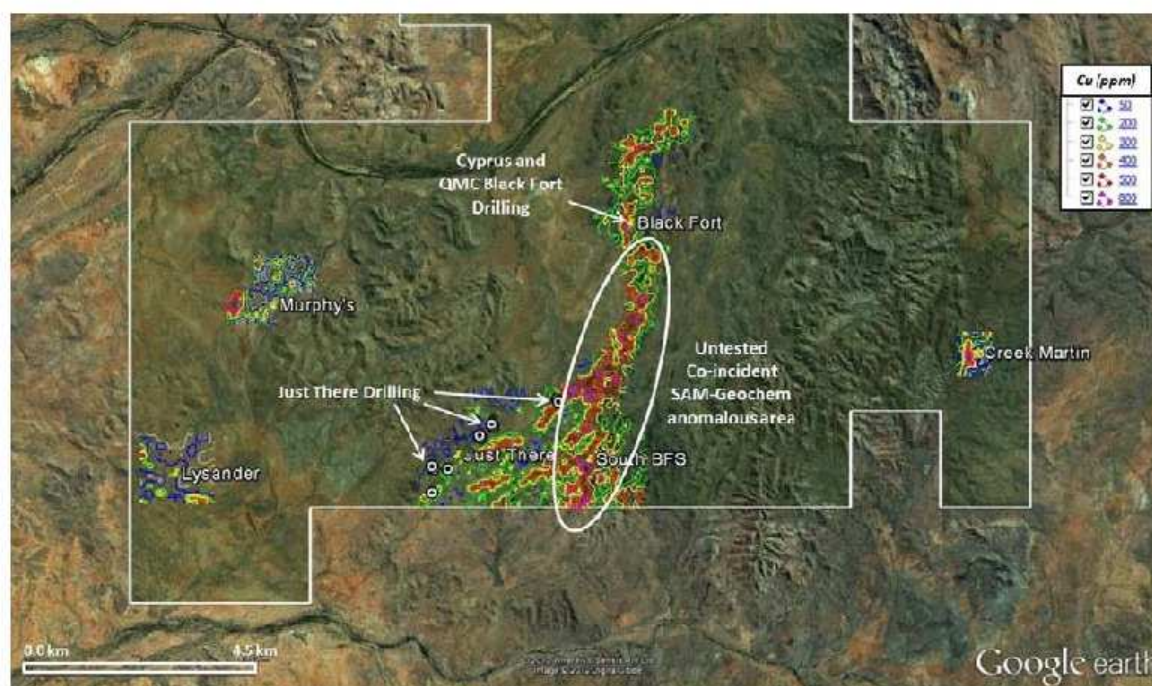 Cu (ppm)
50
200
300
400
500
800
Cyprus and
QMC Black Fort
Drilling
Black Fort
Murphy's
Creek Martin
Untested
Co-incident
SAM-Geochem
anomalous area
Just There Drilling
Just There
South BFS
Lysander
0.0 km
4.5 km
Google earth